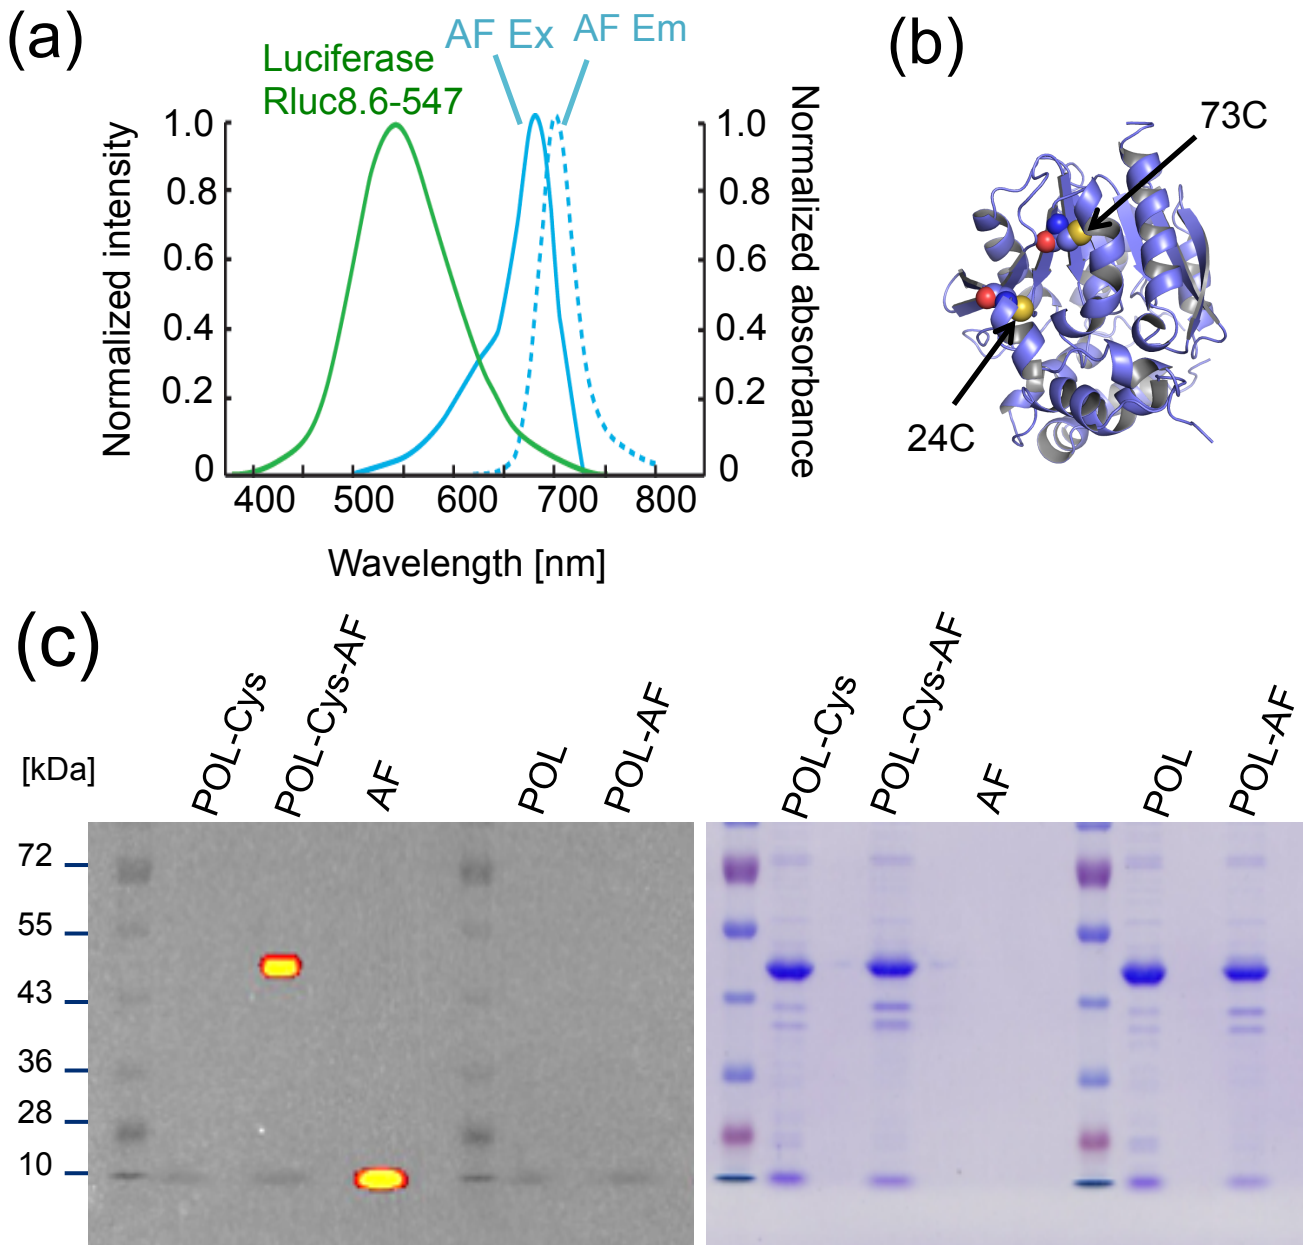 (a)
Luciferase
Rluc8.6-547
AF Ex
AF Em
Normalized intensity
1.0
0.8
0.6
0.4
0.2
0
1.0
0.8
0.6
0.4
0.2
0
Normalized absorbance
400 500 600 700 800
Wavelength [nm]
(b)
73C
24C
(c)
[kDa]
POL-Cys
POL-Cys-AF
AF
POL
POL-AF
POL-Cys
POL-Cys-AF
AF
POL
POL-AF
72
55
43
36
28
10